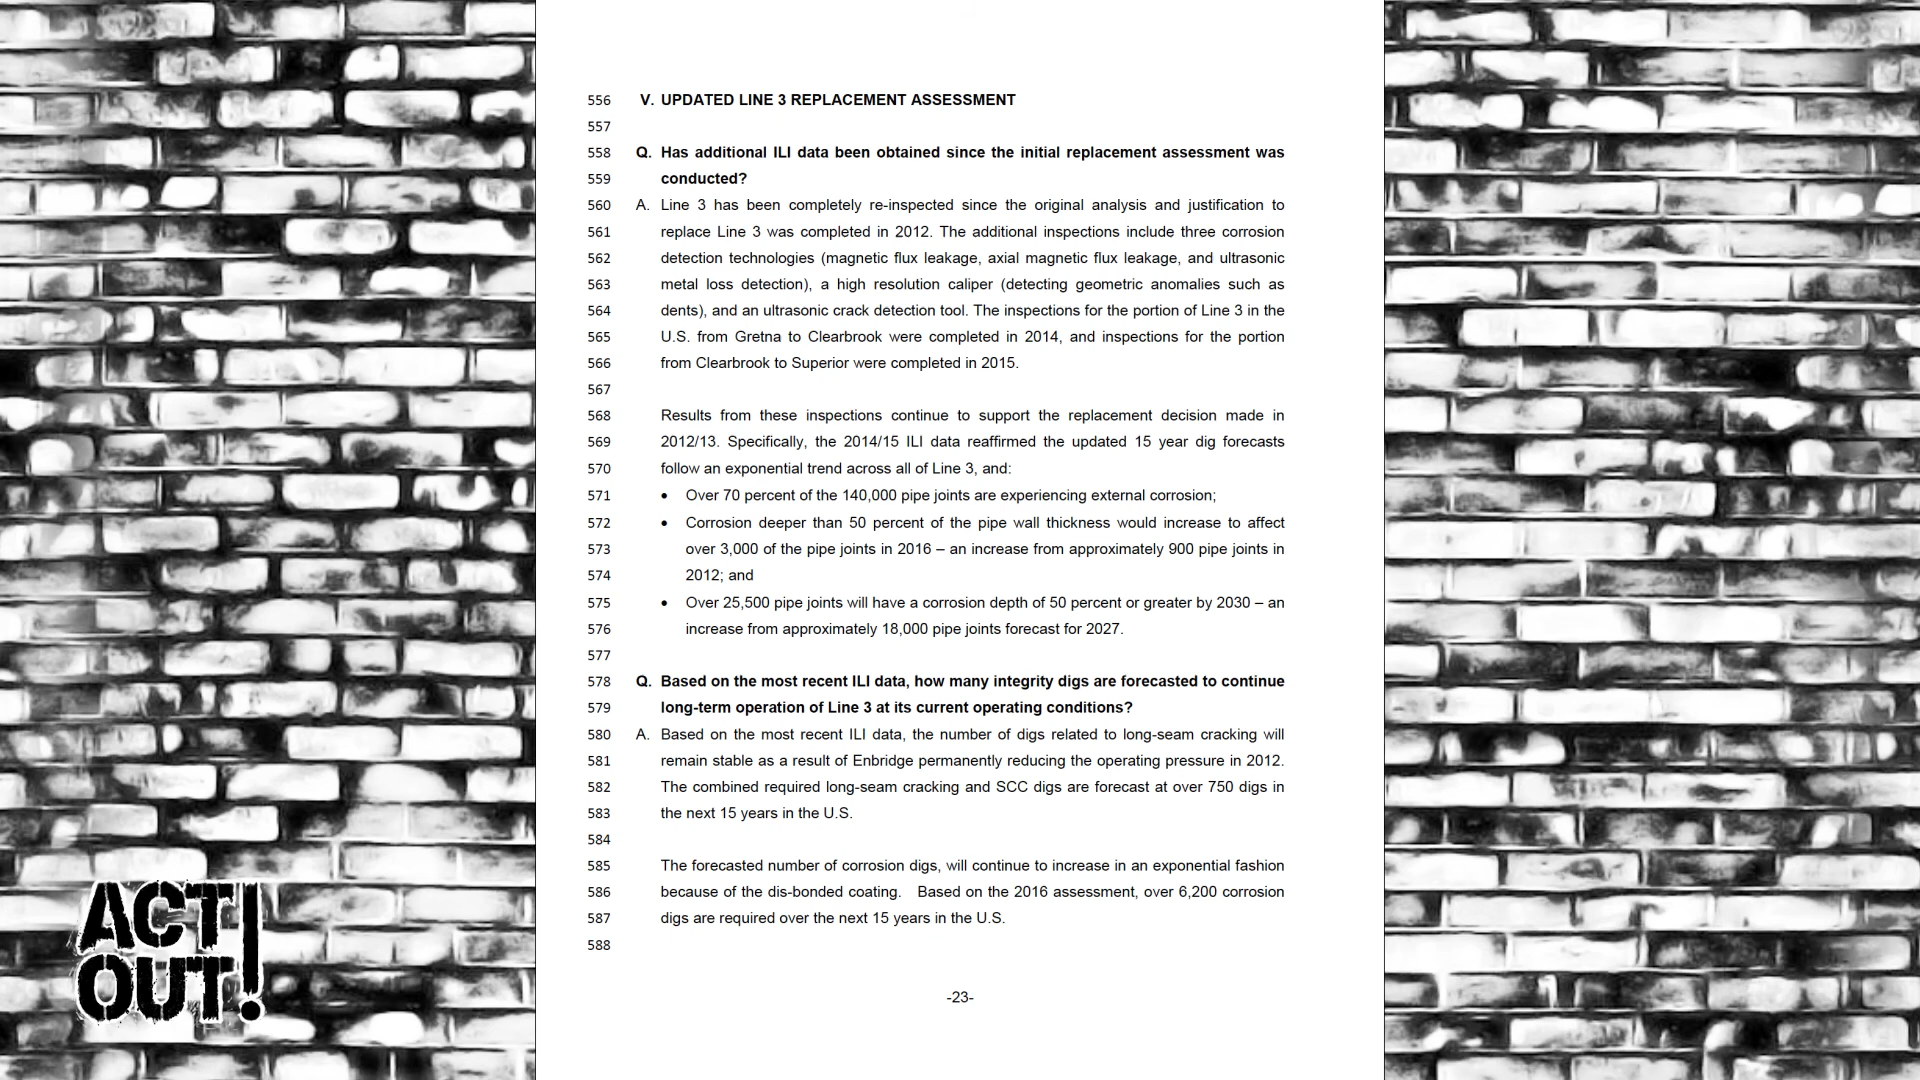 556 V. UPDATED LINE 3 REPLACEMENT ASSESSMENT
557
558 Q. Has additional ILI data been obtained since the initial replacement assessment was
559 conducted?
560 A. Line 3 has been completely re-inspected since the original analysis and justification to
561 replace Line 3 was completed in 2012. The additional inspections include three corrosion
562 detection technologies (magnetic flux leakage, axial magnetic flux leakage, and ultrasonic
563 metal loss detection), a high resolution caliper (detecting geometric anomalies such as
564 dents), and an ultrasonic crack detection tool. The inspections for the portion of Line 3 in the
565 U.S. from Gretna to Clearbrook were completed in 2014, and inspections for the portion
566 from Clearbrook to Superior were completed in 2015.
567
568 Results from these inspections continue to support the replacement decision made in
569 2012/13. Specifically, the 2014/15 ILI data reaffirmed the updated 15 year dig forecasts
570 follow an exponential trend across all of Line 3, and:
571 • Over 70 percent of the 140,000 pipe joints are experiencing external corrosion;
572 • Corrosion deeper than 50 percent of the pipe wall thickness would increase to affect
573 over 3,000 of the pipe joints in 2016 – an increase from approximately 900 pipe joints in
574 2012; and
575 • Over 25,500 pipe joints will have a corrosion depth of 50 percent or greater by 2030 – an
576 increase from approximately 18,000 pipe joints forecast for 2027.
577
578 Q. Based on the most recent ILI data, how many integrity digs are forecasted to continue
579 long-term operation of Line 3 at its current operating conditions?
580 A. Based on the most recent ILI data, the number of digs related to long-seam cracking will
581 remain stable as a result of Enbridge permanently reducing the operating pressure in 2012.
582 The combined required long-seam cracking and SCC digs are forecast at over 750 digs in
583 the next 15 years in the U.S.
584
585 The forecasted number of corrosion digs, will continue to increase in an exponential fashion
586 because of the dis-bonded coating. Based on the 2016 assessment, over 6,200 corrosion
587 digs are required over the next 15 years in the U.S.
588
-23-
ACT
OUT!